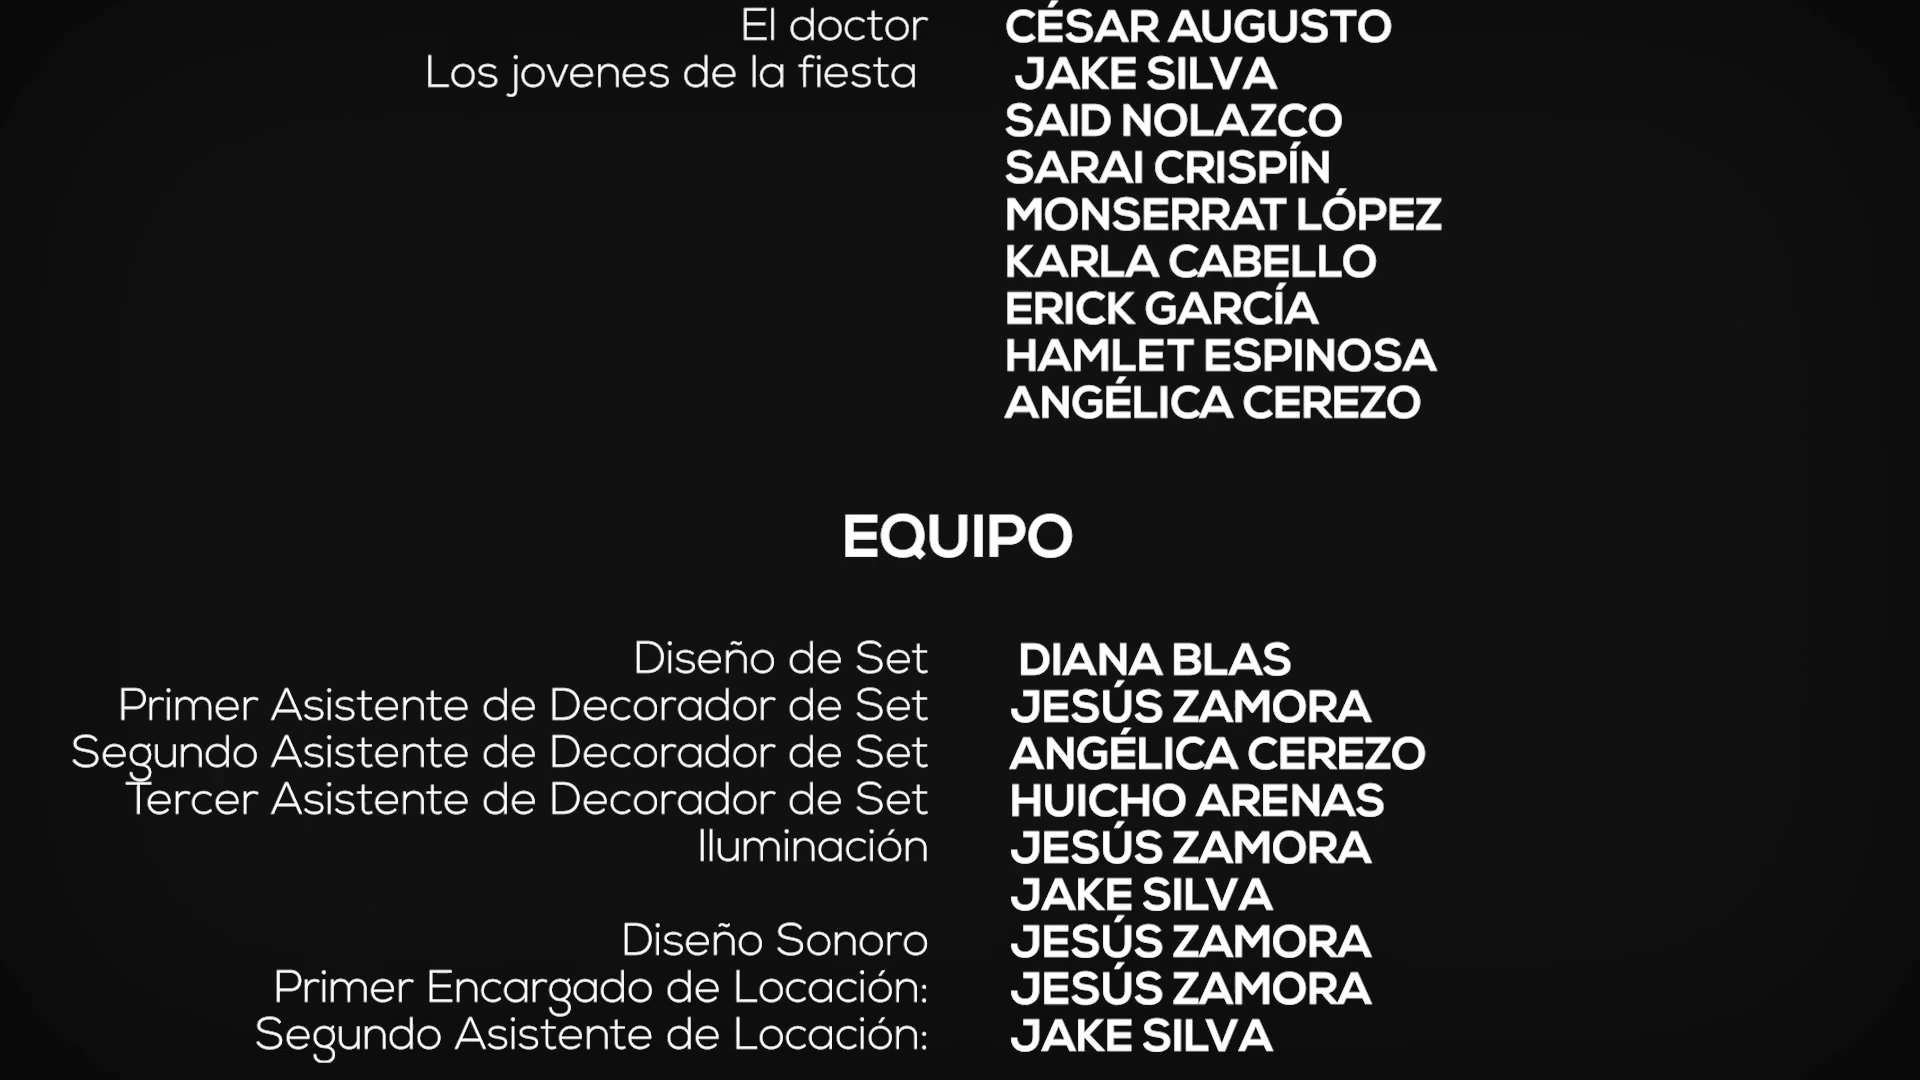 El doctor CÉSAR AUGUSTO
Los jovenes de la fiesta JAKE SILVA
SAID NOLAZCO
SARAI CRISPÍN
MONSERRAT LÓPEZ
KARLA CABELLO
ERICK GARCÍA
HAMLET ESPINOSA
ANGÉLICA CEREZO
EQUIPO
Diseño de Set DIANA BLAS
Primer Asistente de Decorador de Set JESÚS ZAMORA
Segundo Asistente de Decorador de Set ANGÉLICA CEREZO
Tercer Asistente de Decorador de Set HUICHO ARENAS
Iluminación JESÚS ZAMORA
JAKE SILVA
Diseño Sonoro JESÚS ZAMORA
Primer Encargado de Locación: JESÚS ZAMORA
Segundo Asistente de Locación: JAKE SILVA